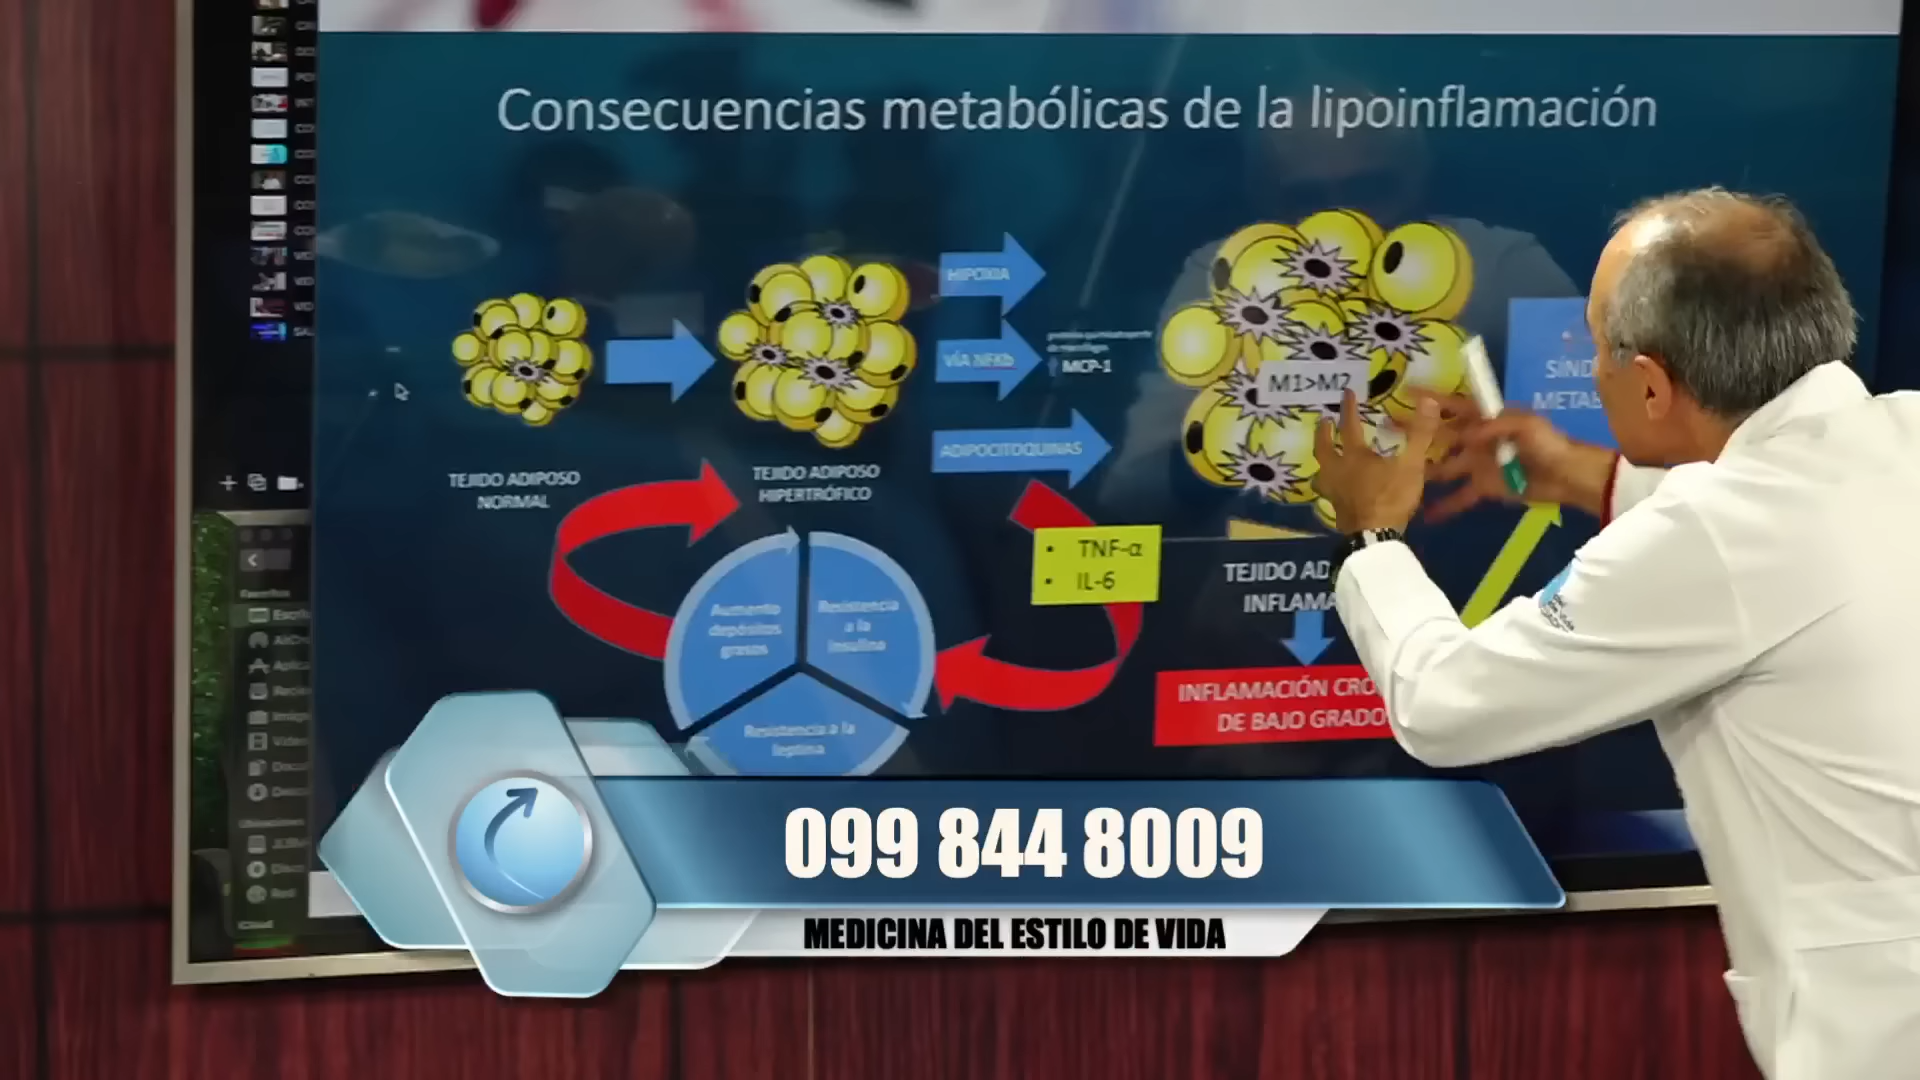 Consecuencias metabólicas de la lipoinflamación
HIPOXIA
VÍA NFKb
MCP-1
ADIPOCITOQUINAS
M1>M2
SÍND
METAB
TEJIDO ADIPOSO
NORMAL
TEJIDO ADIPOSO
HIPERTRÓFICO
TNF-α
IL-6
TEJIDO AD
INFLAMA
Aumento
depósitos
grasos
Resistencia
a la
insulina
Resistencia a la
leptina
INFLAMACIÓN CRO
DE BAJO GRADO
099 844 8009
MEDICINA DEL ESTILO DE VIDA